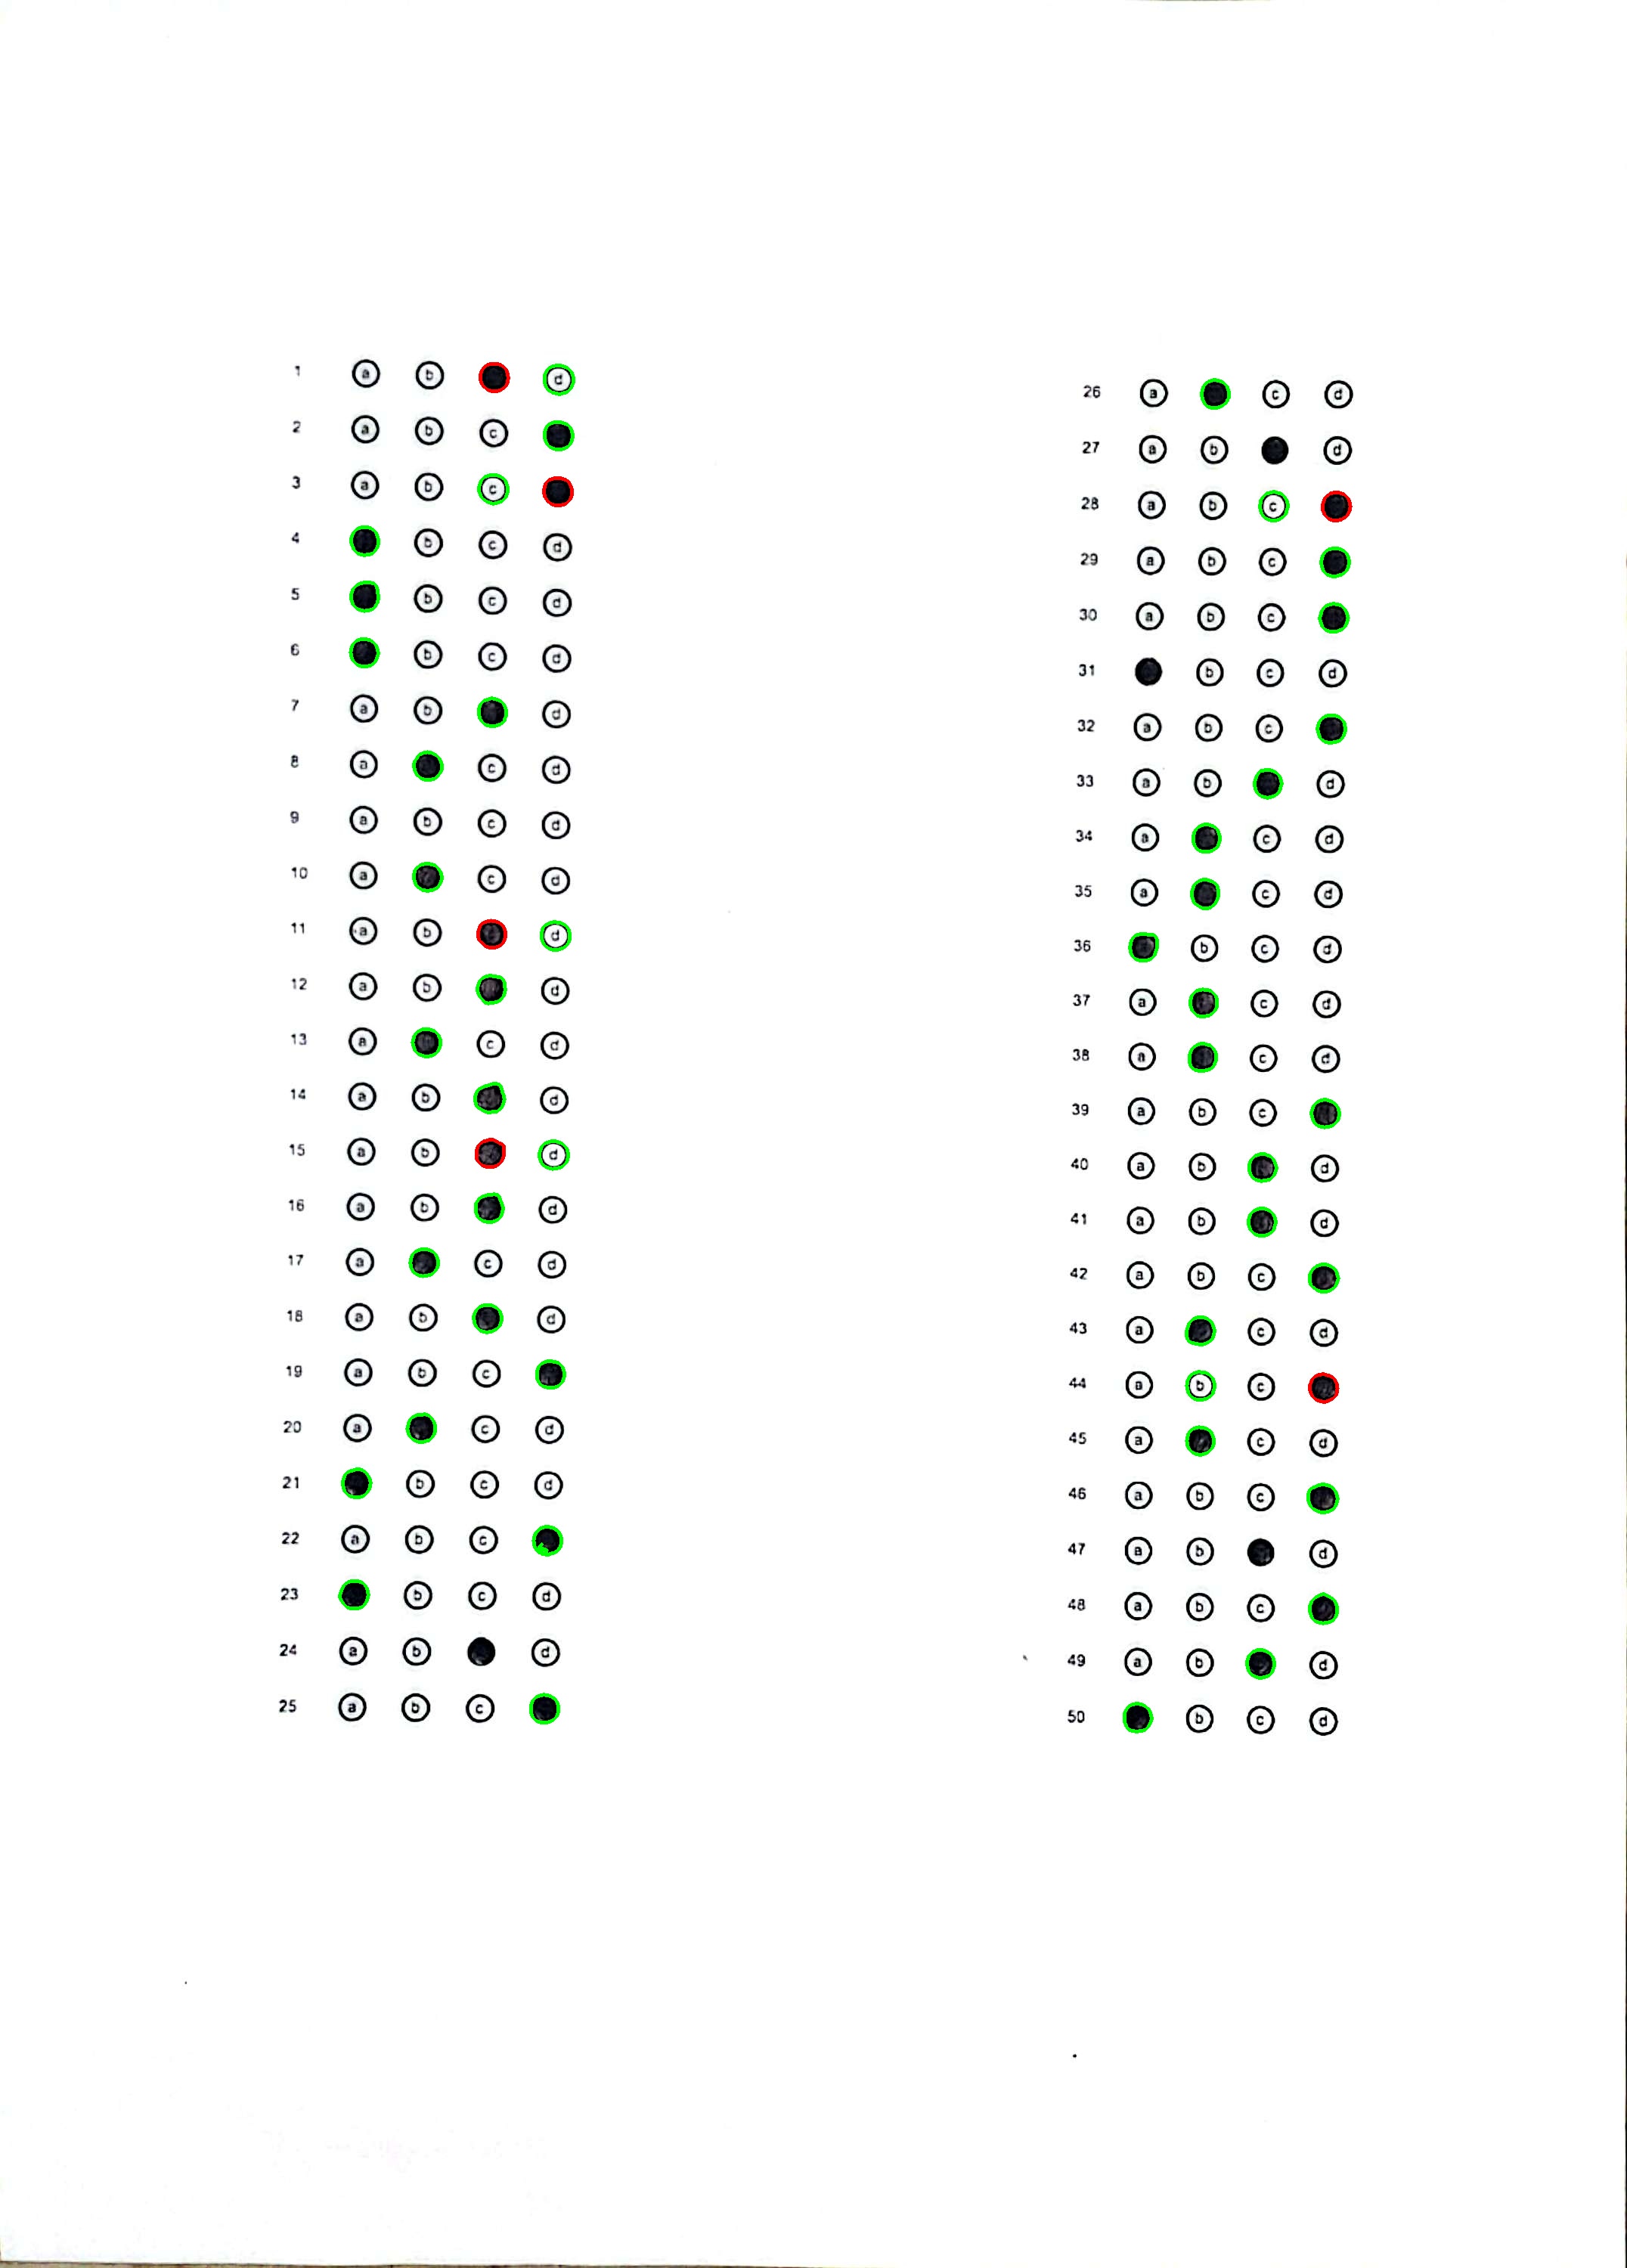 1 a b d
2 a b c
3 a b c
4 b c d
5 b c d
6 b c d
7 a b d
8 a c d
9 a b c d
10 a c d
11 a b d
12 a b d
13 a c d
14 a b d
15 a b d
16 a b d
17 a c d
18 a b d
19 a b c
20 a c d
21 b c d
22 a b c
23 b c d
24 a b d
25 a b c
26 a c d
27 a b d
28 a b c
29 a b c
30 a b c
31 b c d
32 a b c
33 a b d
34 a c d
35 a c d
36 b c d
37 a c d
38 a c d
39 a b c
40 a b d
41 a b d
42 a b c
43 a c d
44 a b c
45 a c d
46 a b c
47 a b d
48 a b c
49 a b d
50 b c d